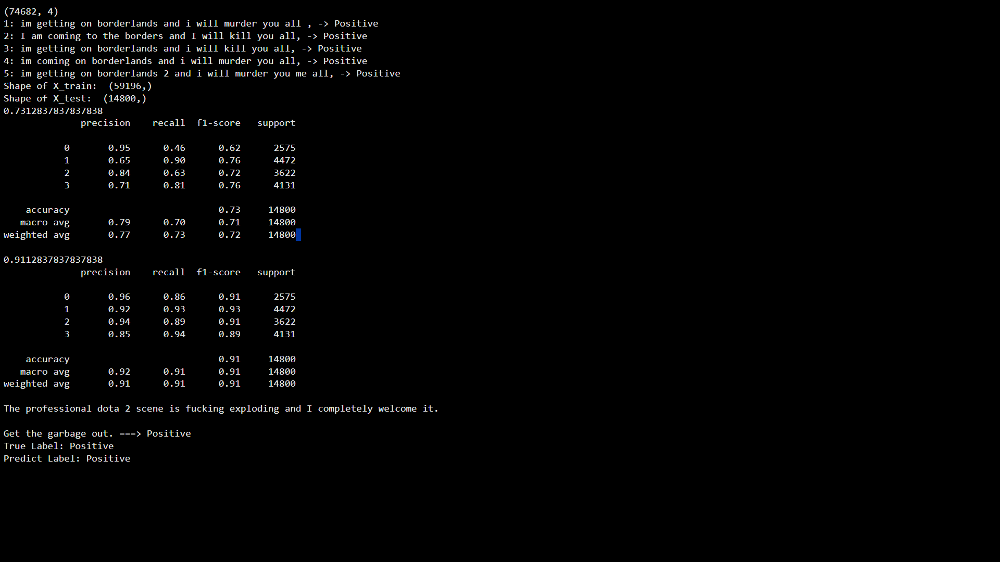 (74682, 4)
1: im getting on borderlands and i will murder you all , -> Positive
2: I am coming to the borders and I will kill you all, -> Positive
3: im getting on borderlands and i will kill you all, -> Positive
4: im coming on borderlands and i will murder you all, -> Positive
5: im getting on borderlands 2 and i will murder you me all, -> Positive
Shape of X_train:  (59196,)
Shape of X_test:  (14800,)
0.7312837837837838
              precision    recall  f1-score   support
           0       0.95      0.46      0.62      2575
           1       0.65      0.90      0.76      4472
           2       0.84      0.63      0.72      3622
           3       0.71      0.81      0.76      4131
    accuracy                           0.73     14800
   macro avg       0.79      0.70      0.71     14800
weighted avg       0.77      0.73      0.72     14800
0.9112837837837838
              precision    recall  f1-score   support
           0       0.96      0.86      0.91      2575
           1       0.92      0.93      0.93      4472
           2       0.94      0.89      0.91      3622
           3       0.85      0.94      0.89      4131
    accuracy                           0.91     14800
   macro avg       0.92      0.91      0.91     14800
weighted avg       0.91      0.91      0.91     14800
The professional dota 2 scene is fucking exploding and I completely welcome it.
Get the garbage out. ===> Positive
True Label: Positive
Predict Label: Positive